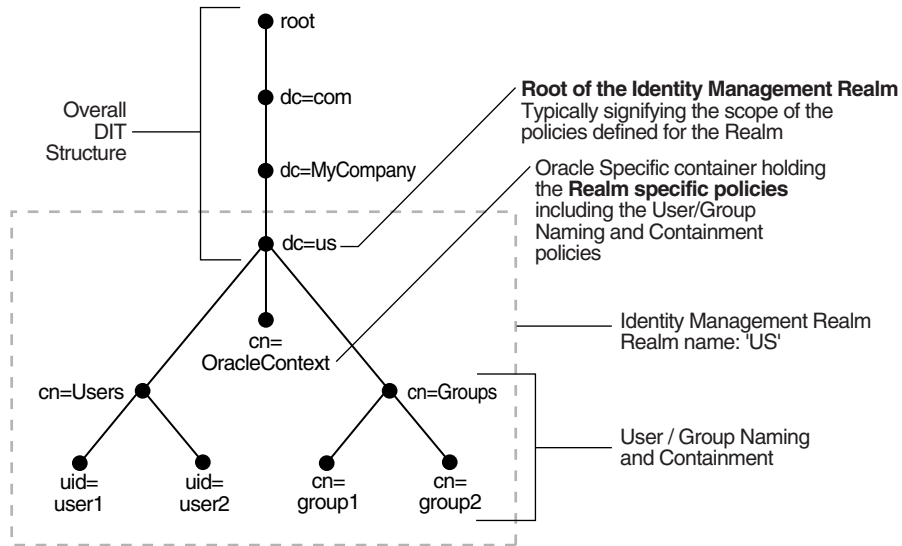 root
dc=com
Overall
DIT
Structure
Root of the Identity Management Realm
Typically signifying the scope of the
policies defined for the Realm
dc=MyCompany
Oracle Specific container holding
the Realm specific policies
including the User/Group
Naming and Containment
policies
dc=us
cn=
OracleContext
Identity Management Realm
Realm name: 'US'
cn=Users
cn=Groups
User / Group Naming
and Containment
uid=
user1
uid=
user2
cn=
group1
cn=
group2